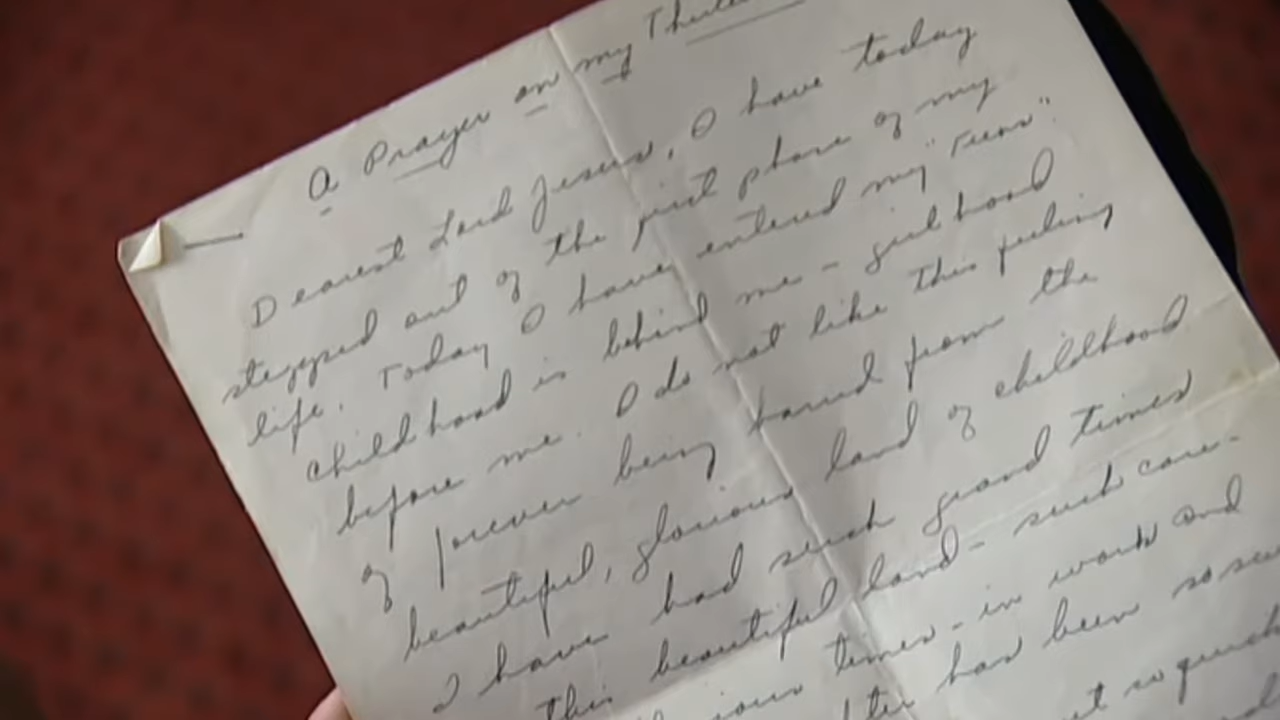 A Prayer on my
Dearest Lord Jesus, I have today
stepped out of the first phase of my
life. Today I have entered my "Teens".
Childhood is behind me - girlhood
before me. I do not like this feeling
of forever being barred from the
beautiful, glorious land of childhood
I have had such grand times
this beautiful land - such care-
times - in work and
has been so
so quick